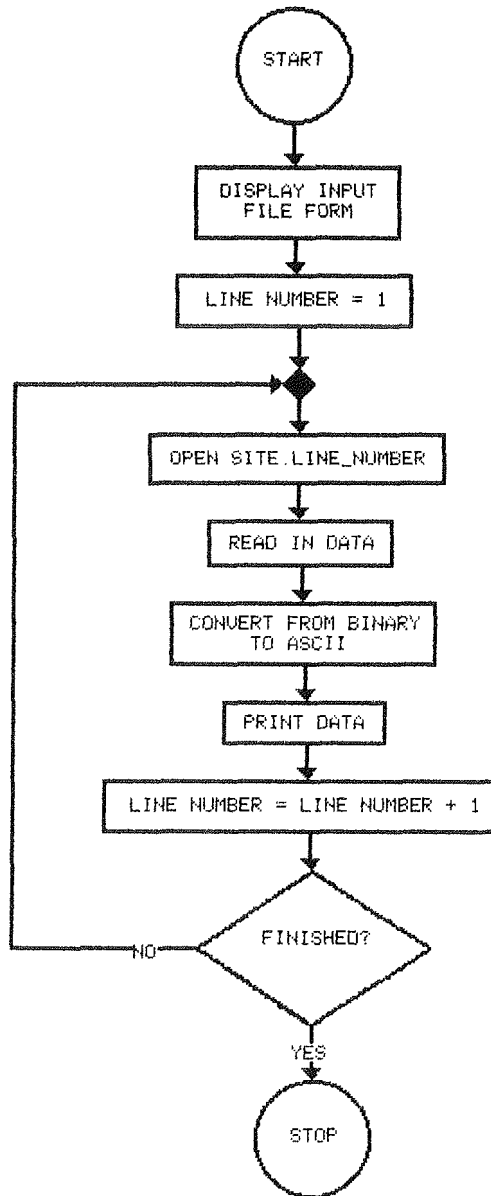 START
DISPLAY INPUT
FILE FORM
LINE NUMBER = 1
OPEN SITE.LINE_NUMBER
READ IN DATA
CONVERT FROM BINARY
TO ASCII
PRINT DATA
LINE NUMBER = LINE NUMBER + 1
FINISHED?
NO
YES
STOP